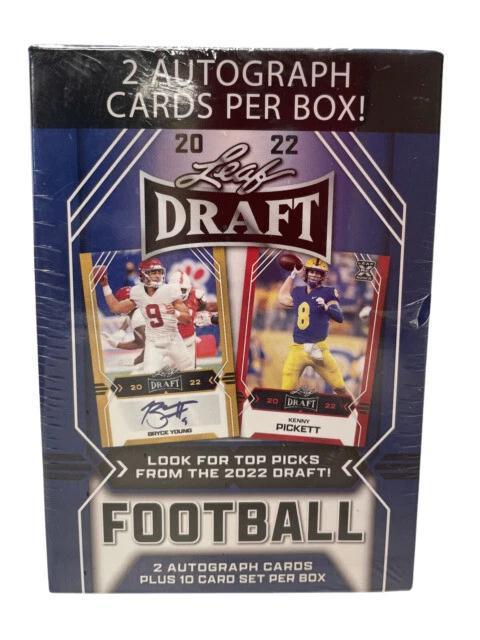 2 AUTOGRAPH
CARDS PER BOX!
20 22
Leaf
DRAFT
9
8
DRAFT
20 22
BRYCE YOUNG
DRAFT
20 22
KENNY
PICKETT
LOOK FOR TOP PICKS
FROM THE 2022 DRAFT!
FOOTBALL
2 AUTOGRAPH CARDS
PLUS 10 CARD SET PER BOX